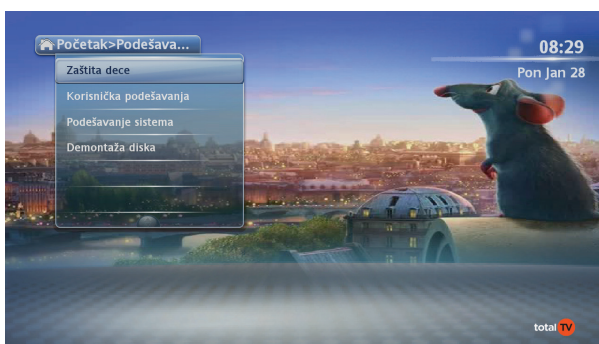 Početak>Podešava...
08:29
Pon Jan 28
Zaštita dece
Korisnička podešavanja
Podešavanje sistema
Demontaža diska
total TV